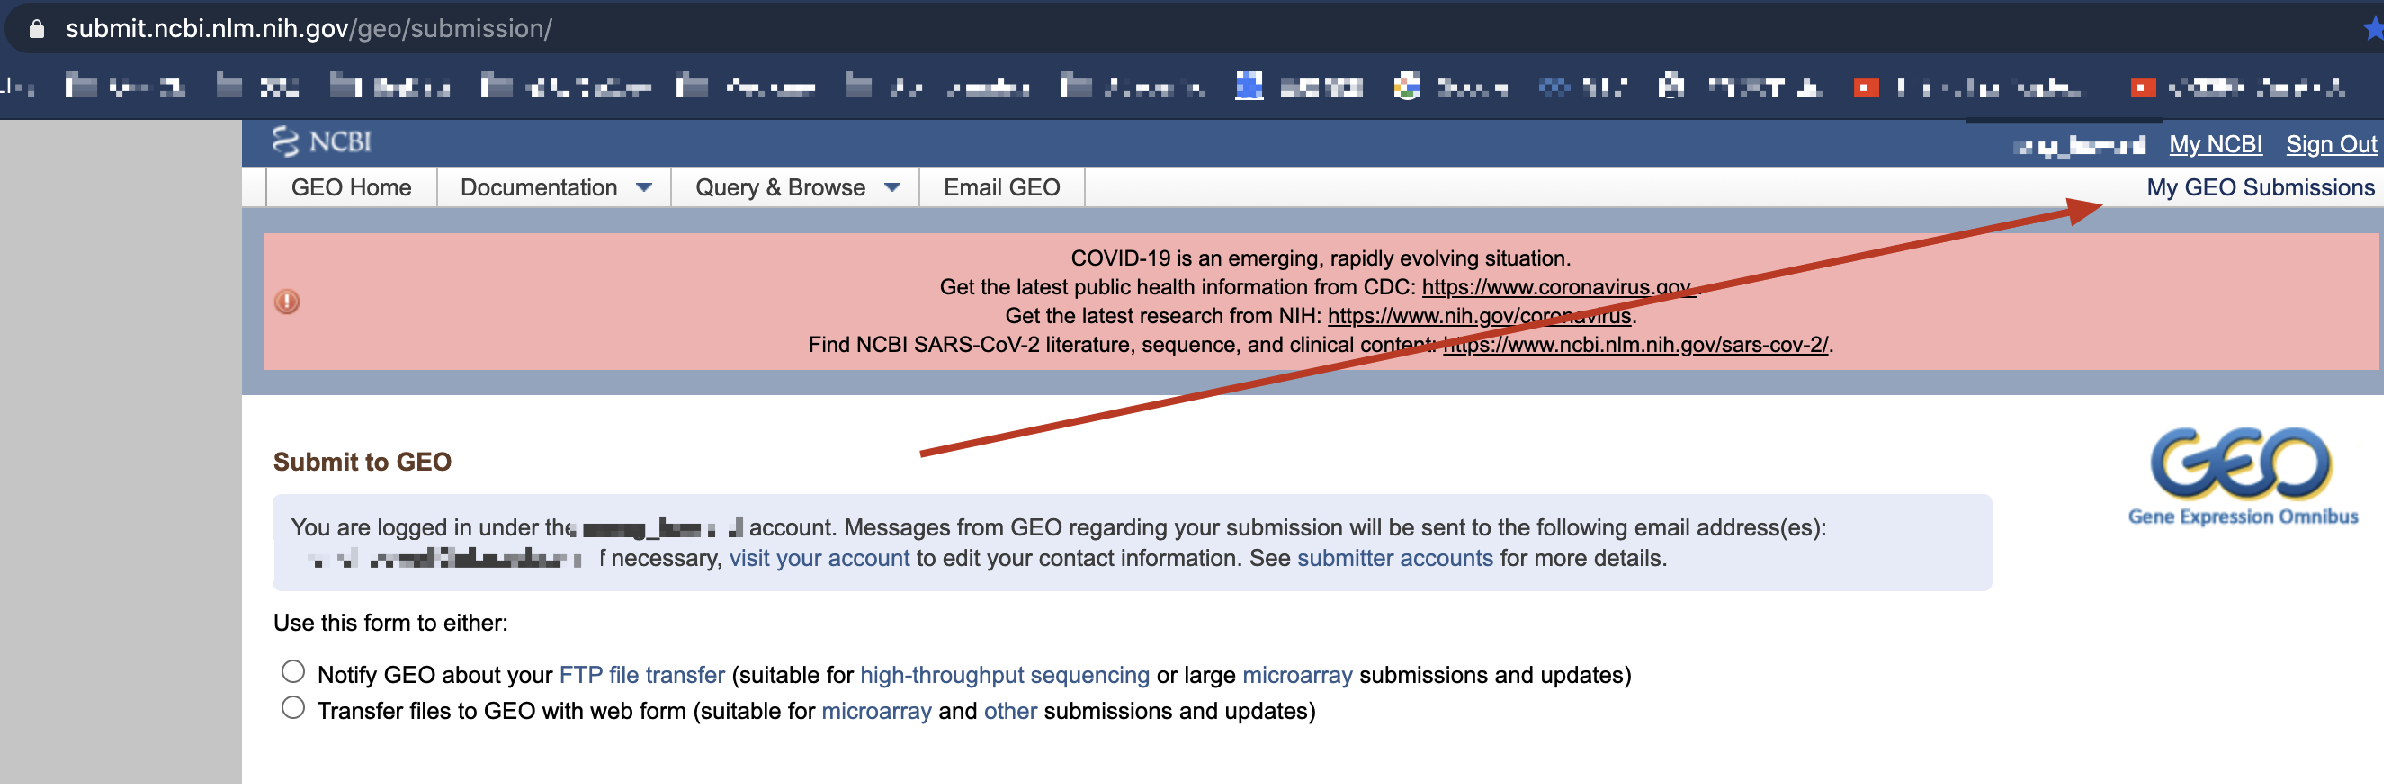 submit.ncbi.nlm.nih.gov/geo/submission/
NCBI
My NCBI Sign Out
GEO Home Documentation Query & Browse Email GEO My GEO Submissions
COVID-19 is an emerging, rapidly evolving situation.
Get the latest public health information from CDC: https://www.coronavirus.gov.
Get the latest research from NIH: https://www.nih.gov/coronavirus.
Find NCBI SARS-CoV-2 literature, sequence, and clinical content: https://www.ncbi.nlm.nih.gov/sars-cov-2/.
GEO
Gene Expression Omnibus
Submit to GEO
You are logged in under the account. Messages from GEO regarding your submission will be sent to the following email address(es):
f necessary, visit your account to edit your contact information. See submitter accounts for more details.
Use this form to either:
Notify GEO about your FTP file transfer (suitable for high-throughput sequencing or large microarray submissions and updates)
Transfer files to GEO with web form (suitable for microarray and other submissions and updates)